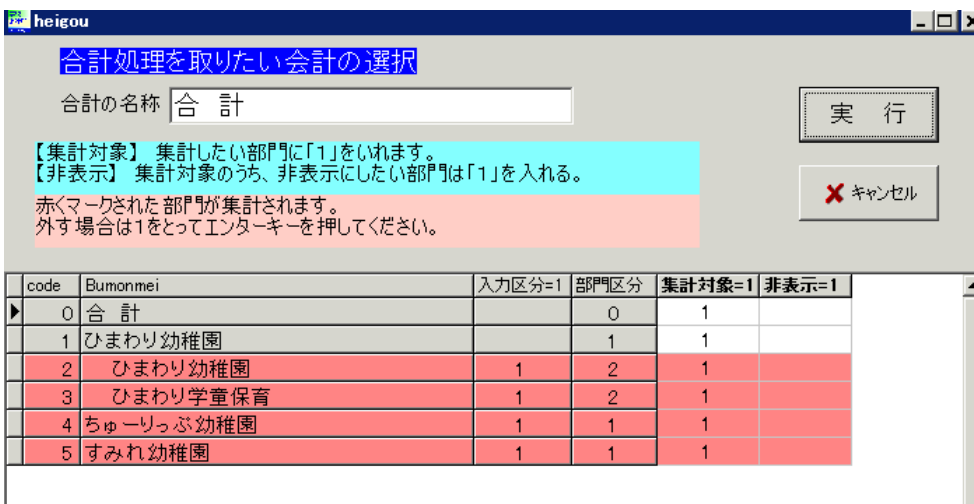 heigou
合計処理を取りたい会計の選択
合計の名称 合 計
実 行
【集計対象】 集計したい部門に「1」をいれます。
【非表示】 集計対象のうち、非表示にしたい部門は「1」を入れる。
キャンセル
赤くマークされた部門が集計されます。
外す場合は1をとってエンターキーを押してください。
code Bumonmei 入力区分=1 部門区分 集計対象=1 非表示=1
0 合 計 0 1
1 ひまわり幼稚園 1 1
2 ひまわり幼稚園 1 2 1
3 ひまわり学童保育 1 2 1
4 ちゅーりっぷ幼稚園 1 1 1
5 すみれ幼稚園 1 1 1